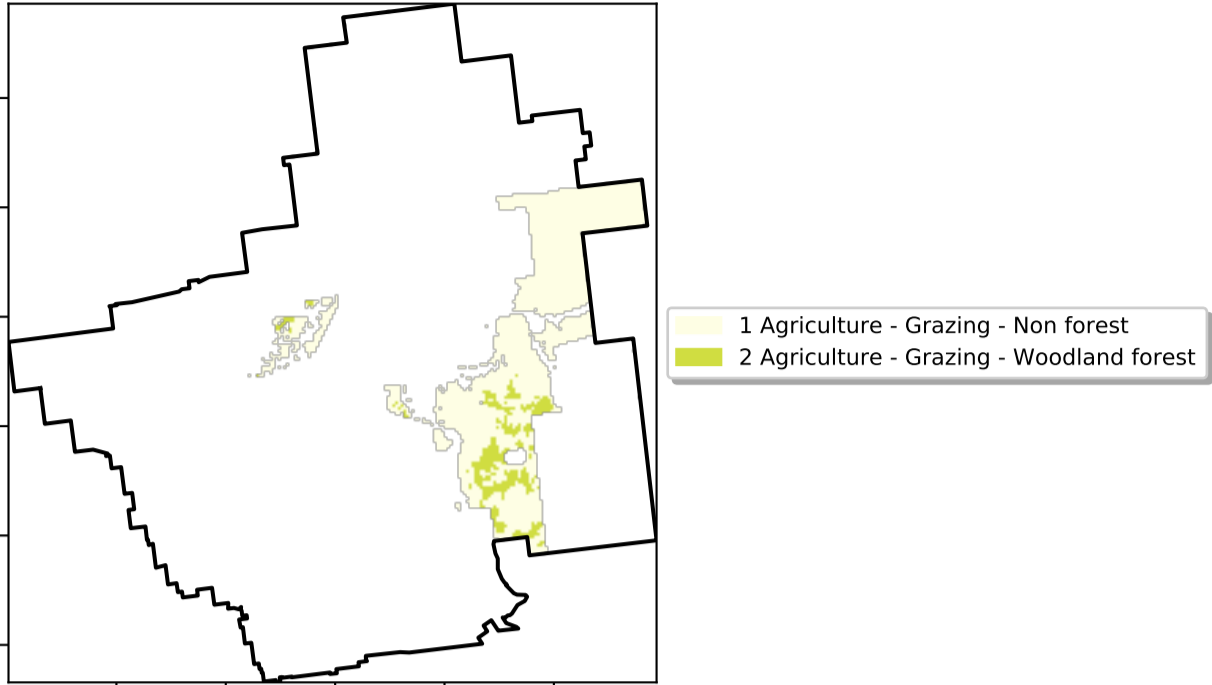 1 Agriculture - Grazing - Non forest
2 Agriculture - Grazing - Woodland forest